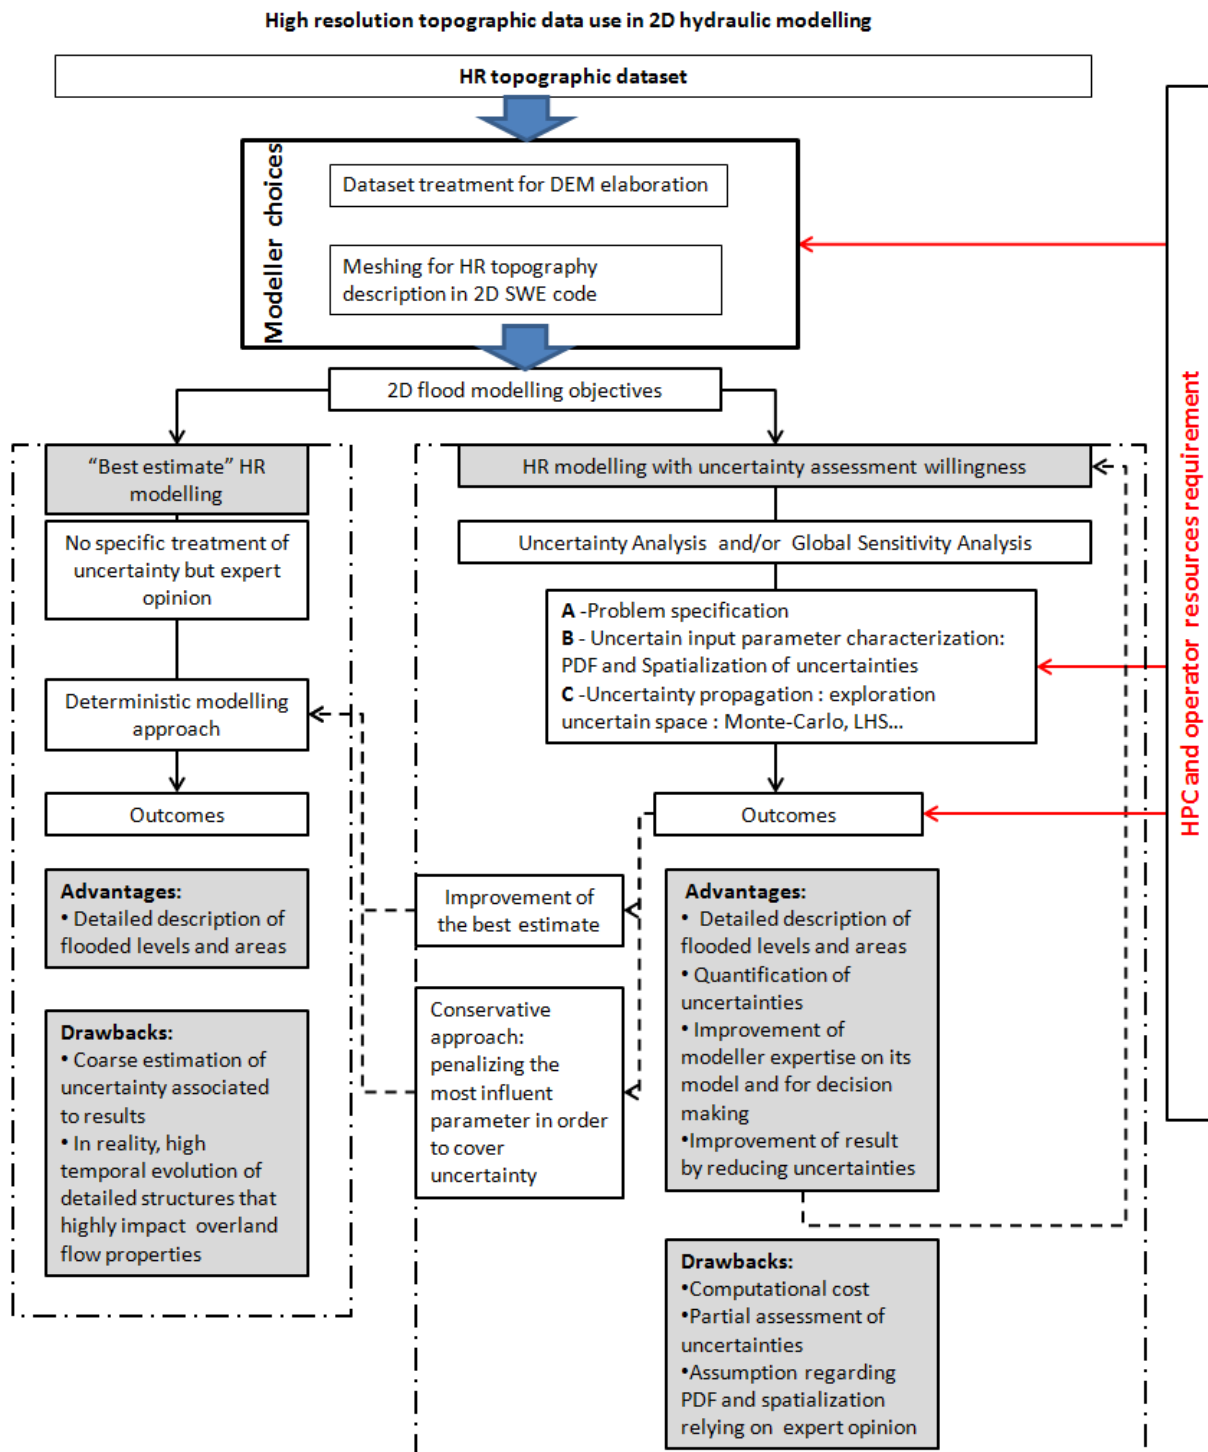 High resolution topographic data use in 2D hydraulic modelling
HR topographic dataset
Modeller choices
Dataset treatment for DEM elaboration
Meshing for HR topography
description in 2D SWE code
2D flood modelling objectives
“Best estimate” HR
modelling
No specific treatment of
uncertainty but expert
opinion
Deterministic modelling
approach
Outcomes
Advantages:
• Detailed description of
flooded levels and areas
Drawbacks:
• Coarse estimation of
uncertainty associated
to results
• In reality, high
temporal evolution of
detailed structures that
highly impact overland
flow properties
HR modelling with uncertainty assessment willingness
Uncertainty Analysis and/or Global Sensitivity Analysis
A -Problem specification
B - Uncertain input parameter characterization:
PDF and Spatialization of uncertainties
C -Uncertainty propagation : exploration
uncertain space : Monte-Carlo, LHS...
Outcomes
Improvement of
the best estimate
Conservative
approach:
penalizing the
most influent
parameter in order
to cover
uncertainty
Advantages:
• Detailed description of
flooded levels and areas
• Quantification of
uncertainties
• Improvement of
modeller expertise on its
model and for decision
making
•Improvement of result
by reducing uncertainties
Drawbacks:
•Computational cost
•Partial assessment of
uncertainties
•Assumption regarding
PDF and spatialization
relying on expert opinion
HPC and operator resources requirement